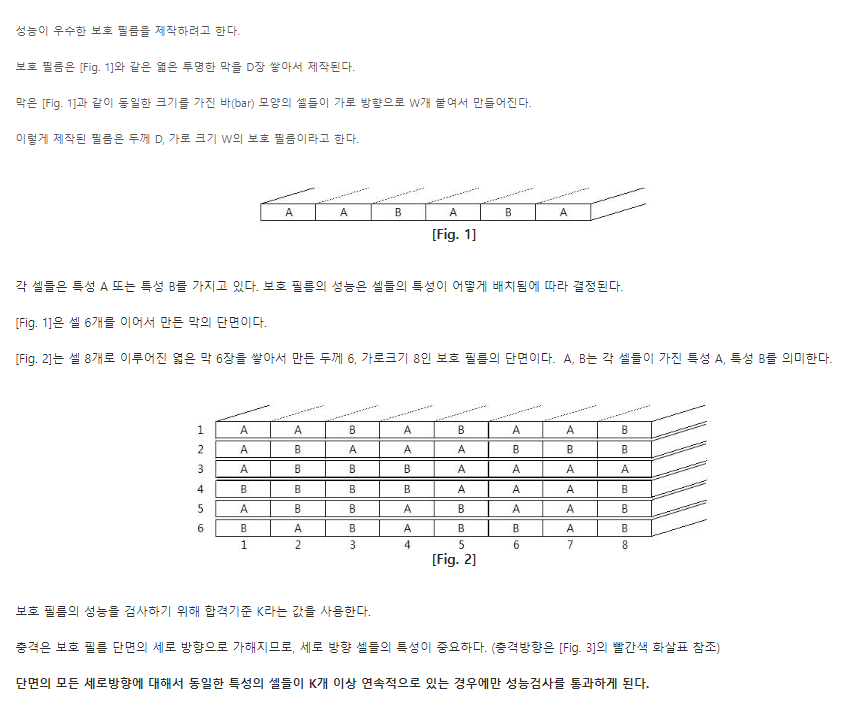 성능이 우수한 보호 필름을 제작하려고 한다.
보호 필름은 [Fig. 1]와 같은 엷은 투명한 막을 D장 쌓아서 제작된다.
막은 [Fig. 1]과 같이 동일한 크기를 가진 바(bar) 모양의 셀들이 가로 방향으로 W개 붙여서 만들어진다.
이렇게 제작된 필름은 두께 D, 가로 크기 W의 보호 필름이라고 한다.
A A B A B A
[Fig. 1]
각 셀들은 특성 A 또는 특성 B를 가지고 있다. 보호 필름의 성능은 셀들의 특성이 어떻게 배치됨에 따라 결정된다.
[Fig. 1]은 셀 6개를 이어서 만든 막의 단면이다.
[Fig. 2]는 셀 8개로 이루어진 엷은 막 6장을 쌓아서 만든 두께 6, 가로크기 8인 보호 필름의 단면이다. A, B는 각 셀들이 가진 특성 A, 특성 B를 의미한다.
1 A A B A B A A B
2 A B A A A B B B
3 A B B B A A A A
4 B B B B A A A B
5 A B B A B A A B
6 B A B A B B A B
1 2 3 4 5 6 7 8
[Fig. 2]
보호 필름의 성능을 검사하기 위해 합격기준 K라는 값을 사용한다.
충격은 보호 필름 단면의 세로 방향으로 가해지므로, 세로 방향 셀들의 특성이 중요하다. (충격방향은 [Fig. 3]의 빨간색 화살표 참조)
단면의 모든 세로방향에 대해서 동일한 특성의 셀들이 K개 이상 연속적으로 있는 경우에만 성능검사를 통과하게 된다.